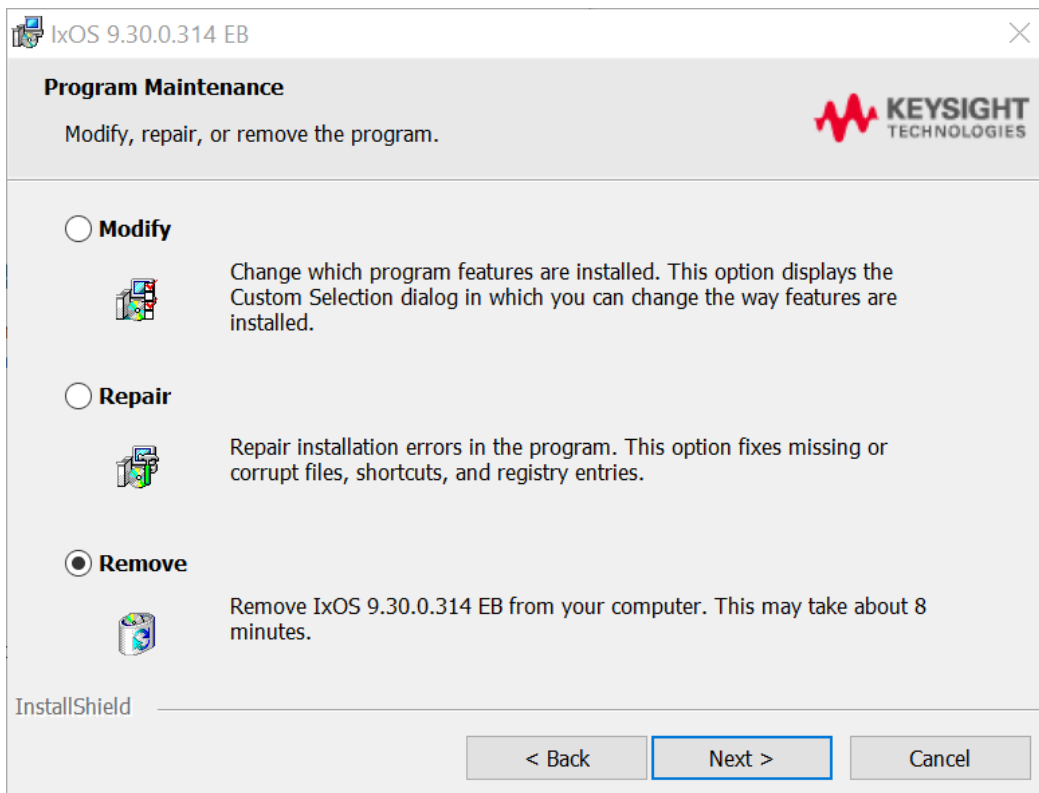 IxOS 9.30.0.314 EB
Program Maintenance
Modify, repair, or remove the program.
KEYSIGHT
TECHNOLOGIES
Modify
Change which program features are installed. This option displays the
Custom Selection dialog in which you can change the way features are
installed.
Repair
Repair installation errors in the program. This option fixes missing or
corrupt files, shortcuts, and registry entries.
Remove
Remove IxOS 9.30.0.314 EB from your computer. This may take about 8
minutes.
InstallShield
< Back
Next >
Cancel